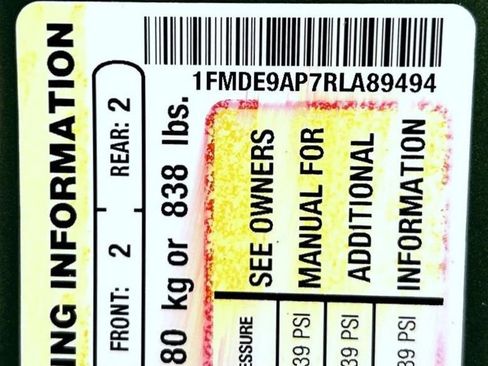 1FMDE9AP7RLA89494
ING INFORMATION
FRONT: 2 REAR: 2
80 kg or 838 lbs.
SEE OWNERS
MANUAL FOR
ADDITIONAL
INFORMATION
ESSURE
39 PSI
39 PSI
39 PSI